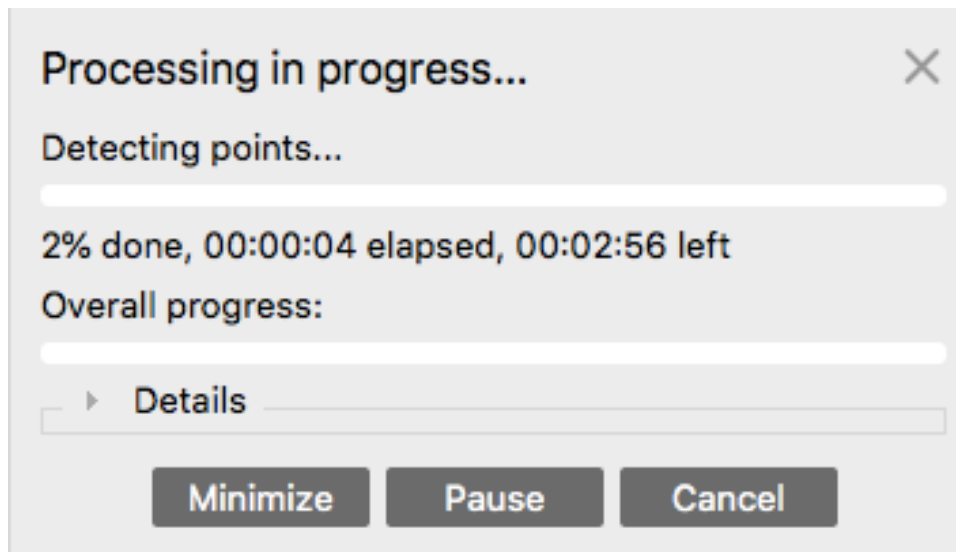 Processing in progress...
Detecting points...
2% done, 00:00:04 elapsed, 00:02:56 left
Overall progress:
Details
Minimize Pause Cancel